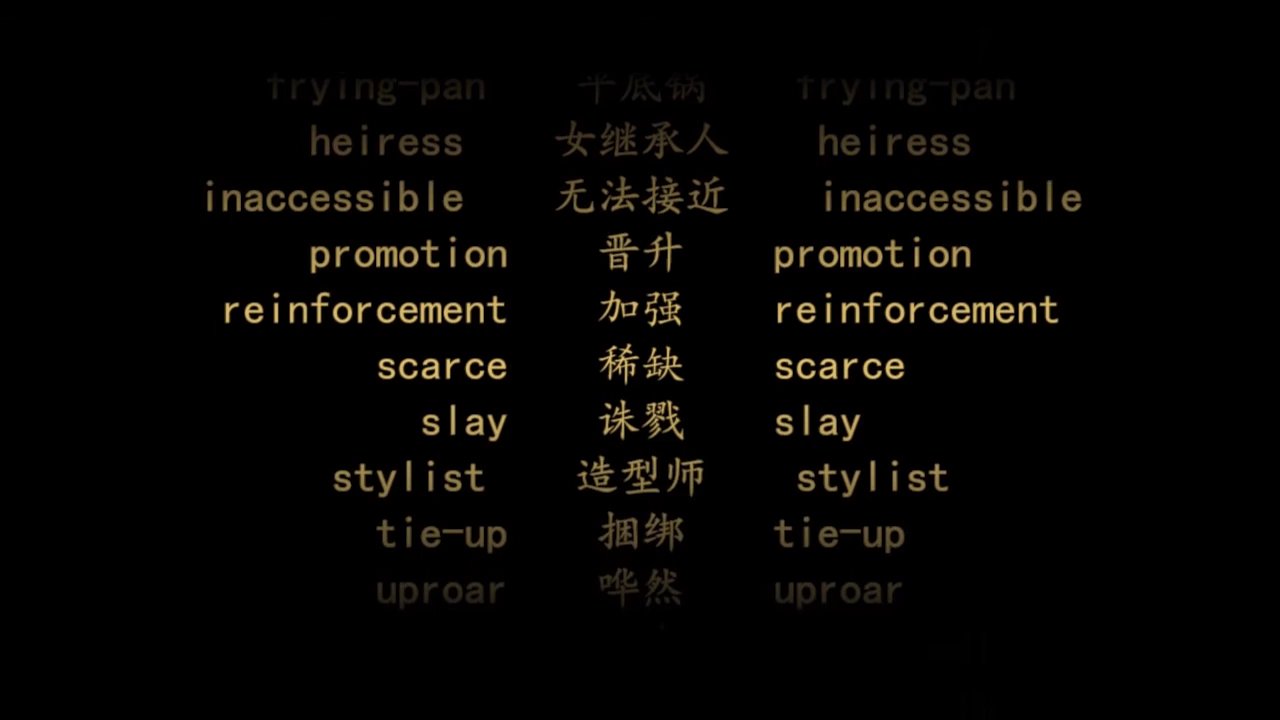 frying-pan 平底锅 frying-pan
heiress 女继承人 heiress
inaccessible 无法接近 inaccessible
promotion 晋升 promotion
reinforcement 加强 reinforcement
scarce 稀缺 scarce
slay 诛戮 slay
stylist 造型师 stylist
tie-up 捆绑 tie-up
uproar 哗然 uproar